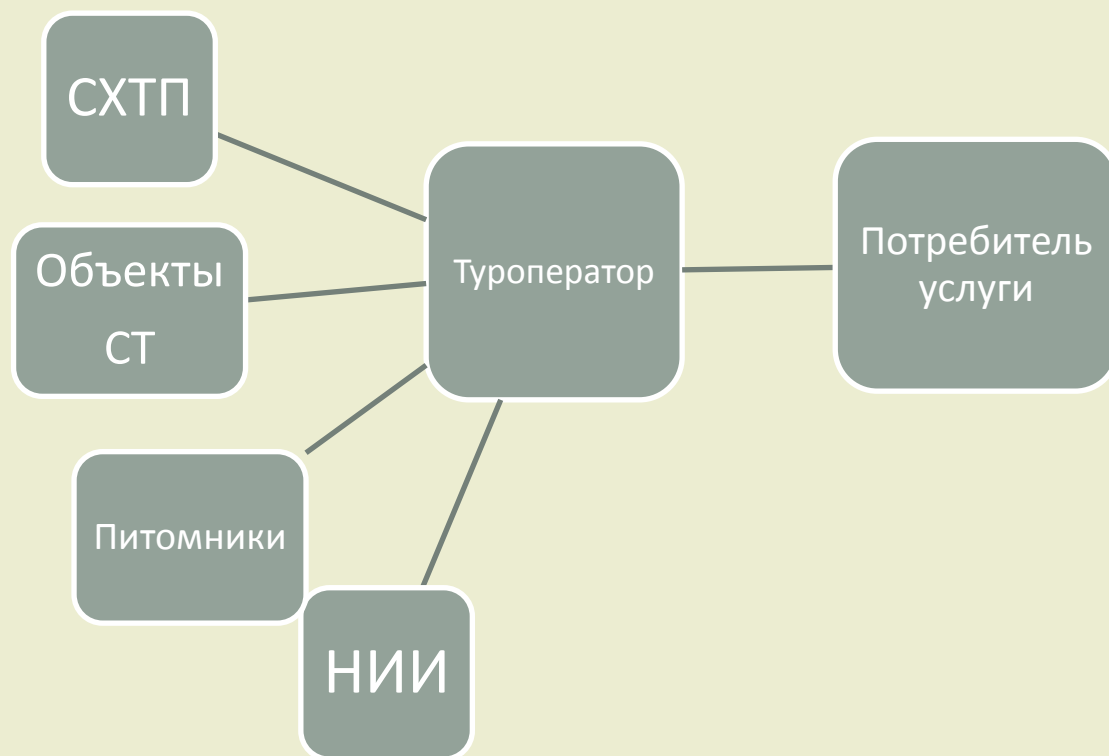 СХТП
Объекты
СТ
Туроператор
Потребитель
услуги
Питомники
НИИ